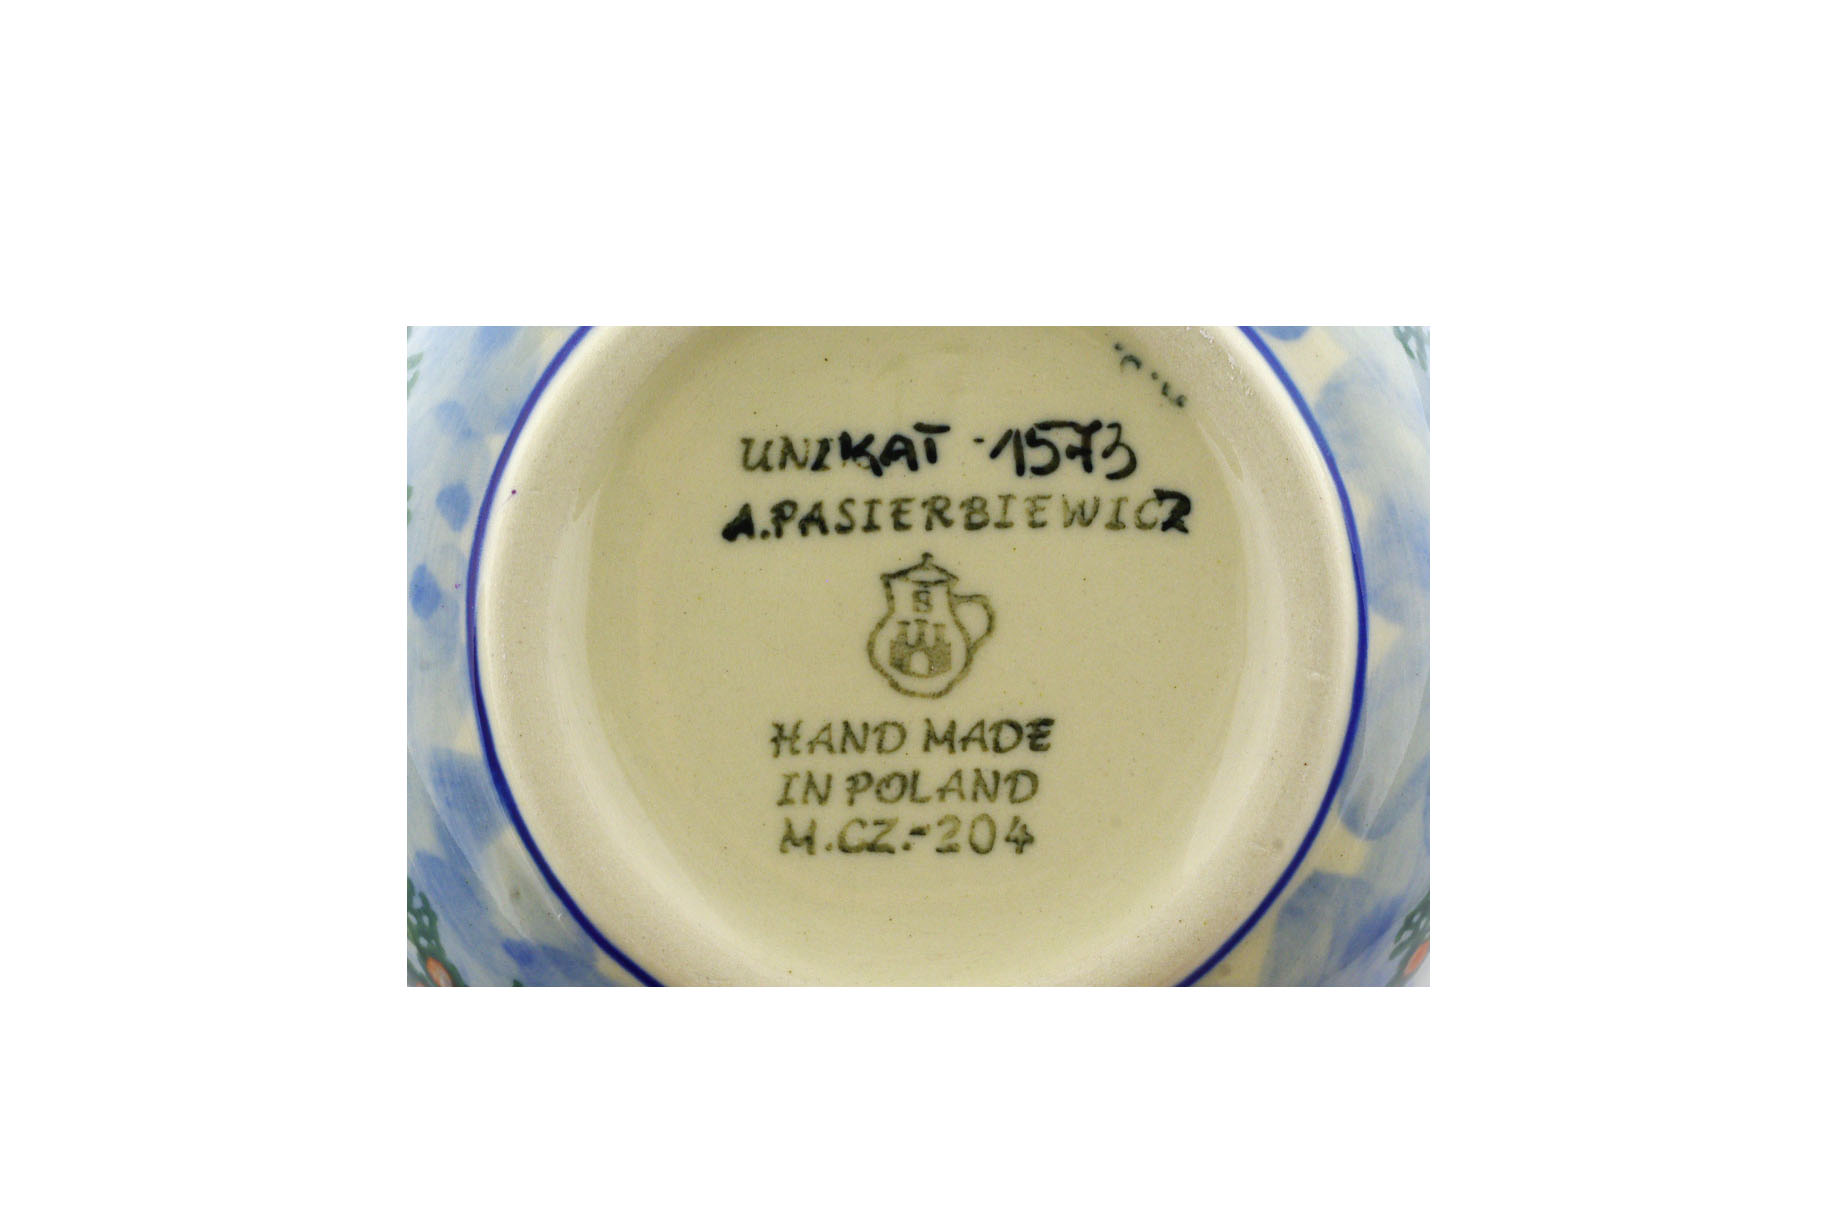 UNIKAT - 1573
A.PASIERBIEWICZ
HAND MADE
IN POLAND
M.CZ.-204